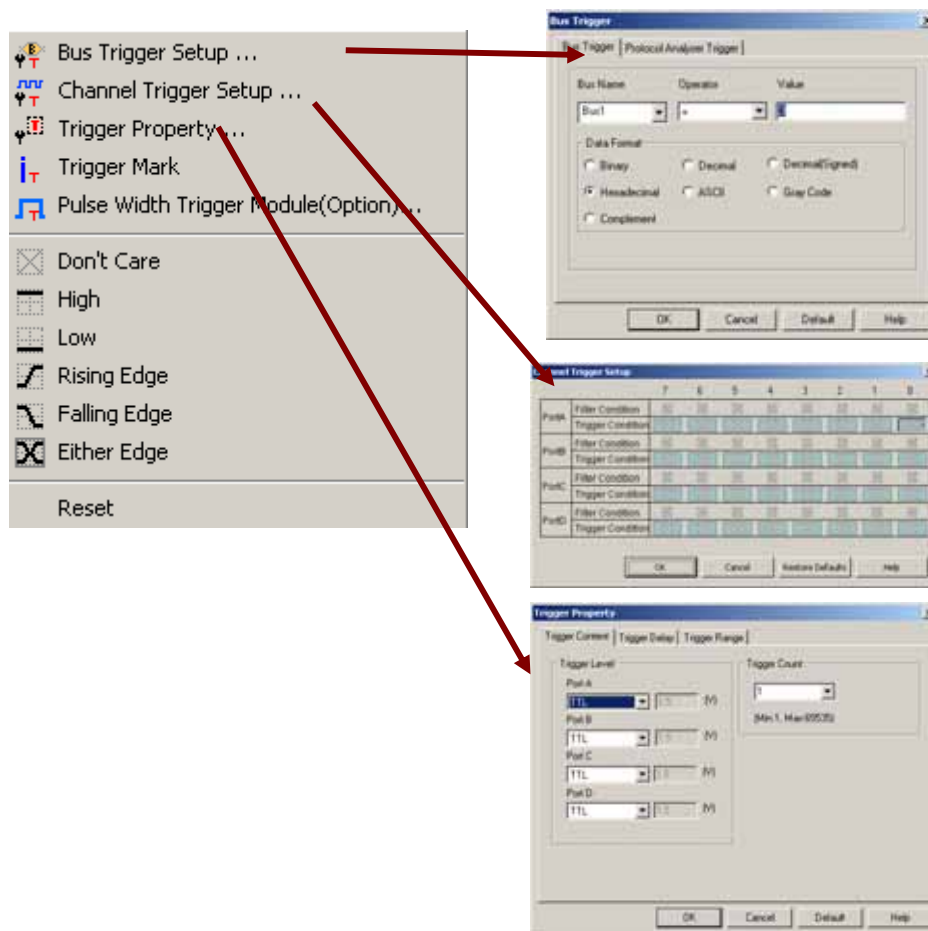 Bus Trigger Setup ...
Channel Trigger Setup ...
Trigger Property ...
Trigger Mark
Pulse Width Trigger Module(Option)...
Don't Care
High
Low
Rising Edge
Falling Edge
Either Edge
Reset
Bus Trigger
Bus Trigger Protocol Analyzer Trigger
Bus Name Operator Value
Bus1 =
Data Format
Binary Decimal Decimal(Signed)
Hexadecimal ASCII Gray Code
Complement
OK Cancel Default Help
Channel Trigger Setup
7 6 5 4 3 2 1 0
PortA Filter Condition
Trigger Condition
PortB Filter Condition
Trigger Condition
PortC Filter Condition
Trigger Condition
PortD Filter Condition
Trigger Condition
OK Cancel Restore Defaults Help
Trigger Property
Trigger Content Trigger Delay Trigger Range
Trigger Level Trigger Count
Port A
TTL (V) 1
Port B (Min:1, Max:65535)
TTL (V)
Port C
TTL (V)
Port D
TTL (V)
OK Cancel Default Help